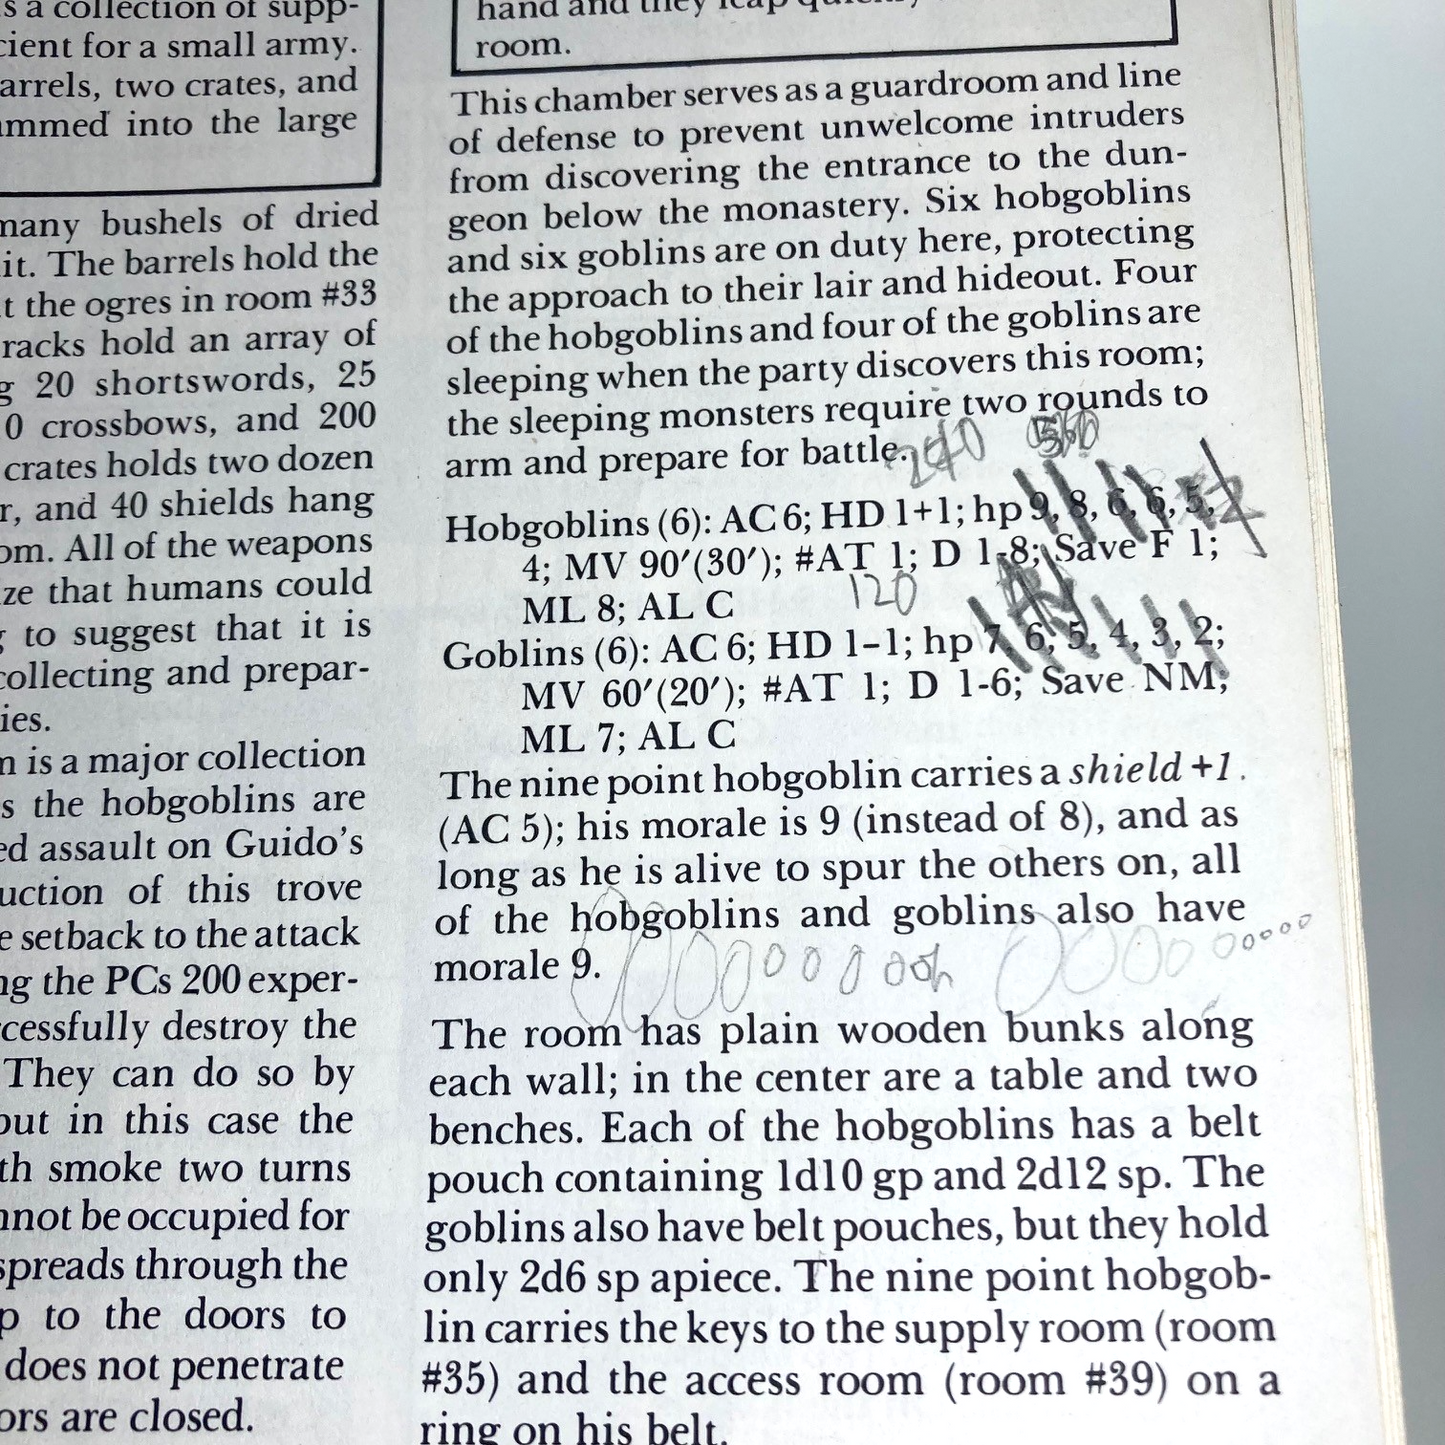 s a collection of supp-
cient for a small army.
arrels, two crates, and
mmed into the large
many bushels of dried
it. The barrels hold the
t the ogres in room #33
racks hold an array of
g 20 shortswords, 25
0 crossbows, and 200
crates holds two dozen
r, and 40 shields hang
om. All of the weapons
ze that humans could
g to suggest that it is
collecting and prepar-
ies.
n is a major collection
s the hobgoblins are
ed assault on Guido's
uction of this trove
e setback to the attack
ng the PCs 200 exper-
ccessfully destroy the
They can do so by
out in this case the
th smoke two turns
nnot be occupied for
spreads through the
p to the doors to
does not penetrate
ors are closed.
hand and they leap quickly
room.
This chamber serves as a guardroom and line
of defense to prevent unwelcome intruders
from discovering the entrance to the dun-
geon below the monastery. Six hobgoblins
and six goblins are on duty here, protecting
the approach to their lair and hideout. Four
of the hobgoblins and four of the goblins are
sleeping when the party discovers this room;
the sleeping monsters require two rounds to
arm and prepare for battle.
240
Hobgoblins (6): AC 6; HD 1+1; hp 9, 8, 6, 6, 5,
4; MV 90′(30′); #AT 1; D 1-8; Save F 1;
ML 8; AL C
120
Goblins (6): AC 6; HD 1–1; hp 7, 6, 5, 4, 3, 2;
MV 60′(20′); #AT 1; D 1-6; Save NM;
ML 7; AL C
The nine point hobgoblin carries a shield +1
(AC 5); his morale is 9 (instead of 8), and as
long as he is alive to spur the others on, all
of the hobgoblins and goblins also have
morale 9.
The room has plain wooden bunks along
each wall; in the center are a table and two
benches. Each of the hobgoblins has a belt
pouch containing 1d10 gp and 2d12 sp. The
goblins also have belt pouches, but they hold
only 2d6 sp apiece. The nine point hobgob-
lin carries the keys to the supply room (room
#35) and the access room (room #39) on a
ring on his belt.